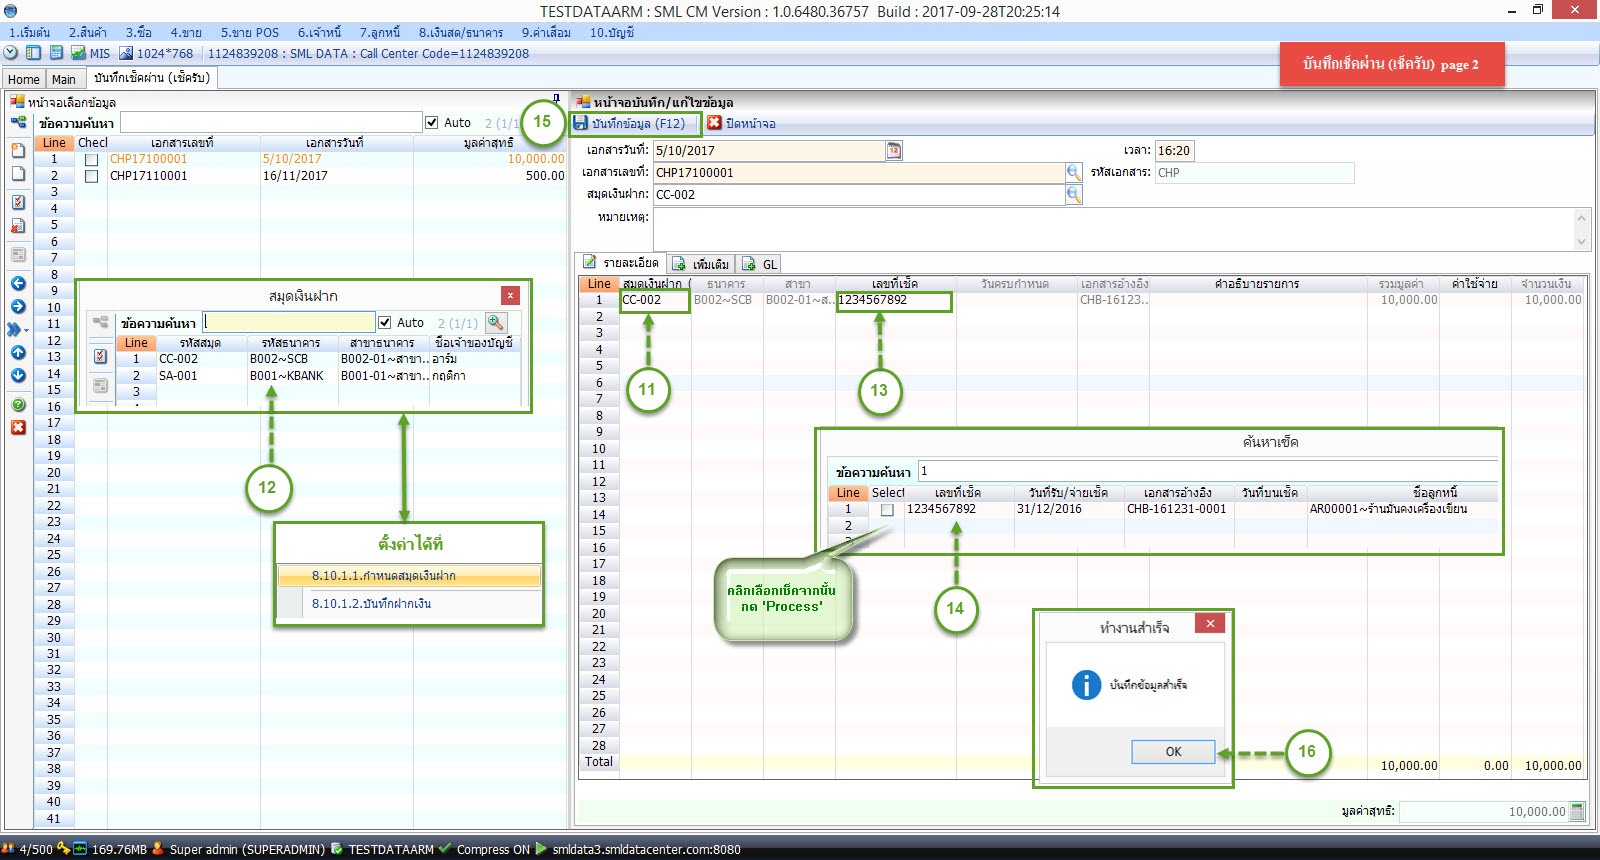 TESTDATAARM : SML CM Version : 1.0.6480.36757  Build : 2017-09-28T20:25:14
1.เริ่มต้น 2.สินค้า 3.ซื้อ 4.ขาย 5.ขาย POS 6.เจ้าหนี้ 7.ลูกหนี้ 8.เงินสด/ธนาคาร 9.ค่าเสื่อม 10.บัญชี
MIS 1024*768 1124839208 : SML DATA : Call Center Code=1124839208
บันทึกเช็คผ่าน (เช็ครับ) page 2
Home Main บันทึกเช็คผ่าน (เช็ครับ)
หน้าจอเลือกข้อมูล
ข้อความค้นหา Auto 2 (1/1
Line Checl เอกสารเลขที่ เอกสารวันที่ มูลค่าสุทธิ
1 CHP17100001 5/10/2017 10,000.00
2 CHP17110001 16/11/2017 500.00
3
4
5
6
7
8
9
10
11
12
13
14
15
16
17
18
19
20
21
22
23
24
25
26
27
28
29
30
31
32
33
34
35
36
37
38
39
40
41
สมุดเงินฝาก x
ข้อความค้นหา Auto 2 (1/1)
Line รหัสสมุด รหัสธนาคาร สาขาธนาคาร ชื่อเจ้าของบัญชี
1 CC-002 B002~SCB B002-01~สาขา.. อาร์ม
2 SA-001 B001~KBANK B001-01~สาขา.. กฤติกา
3
12
ตั้งค่าได้ที่
8.10.1.1.กำหนดสมุดเงินฝาก
8.10.1.2.บันทึกฝากเงิน
15
หน้าจอบันทึก/แก้ไขข้อมูล
บันทึกข้อมูล (F12) ปิดหน้าจอ
เอกสารวันที่: 5/10/2017 12 เวลา: 16:20
เอกสารเลขที่: CHP17100001 รหัสเอกสาร: CHP
สมุดเงินฝาก: CC-002
หมายเหตุ:
รายละเอียด เพิ่มเติม GL
Line สมุดเงินฝาก ( ธนาคาร สาขา เลขที่เช็ค วันครบกำหนด เอกสารอ้างอิง คำอธิบายรายการ รวมมูลค่า ค่าใช้จ่าย จำนวนเงิน
1 CC-002 B002~SCB B002-01~ส.. 1234567892 CHB-16123.. 10,000.00 10,000.00
2
3
4
5
6
7
8
9
10
11
12
13
14
15
16
17
18
19
20
21
22
23
24
25
26
27
28
Total 10,000.00 0.00 10,000.00
11
13
ค้นหาเช็ค
ข้อความค้นหา 1
Line Select เลขที่เช็ค วันที่รับ/จ่ายเช็ค เอกสารอ้างอิง วันที่บนเช็ค ชื่อลูกหนี้
1 1234567892 31/12/2016 CHB-161231-0001 AR00001~ร้านมั่นคงเครื่องเขียน
2
คลิกเลือกเช็คจากนั้น
กด 'Process'
14
ทำงานสำเร็จ
บันทึกข้อมูลสำเร็จ
OK
16
มูลค่าสุทธิ: 10,000.00
4/500 169.76MB Super admin (SUPERADMIN) TESTDATAARM Compress ON smldata3.smldatacenter.com:8080